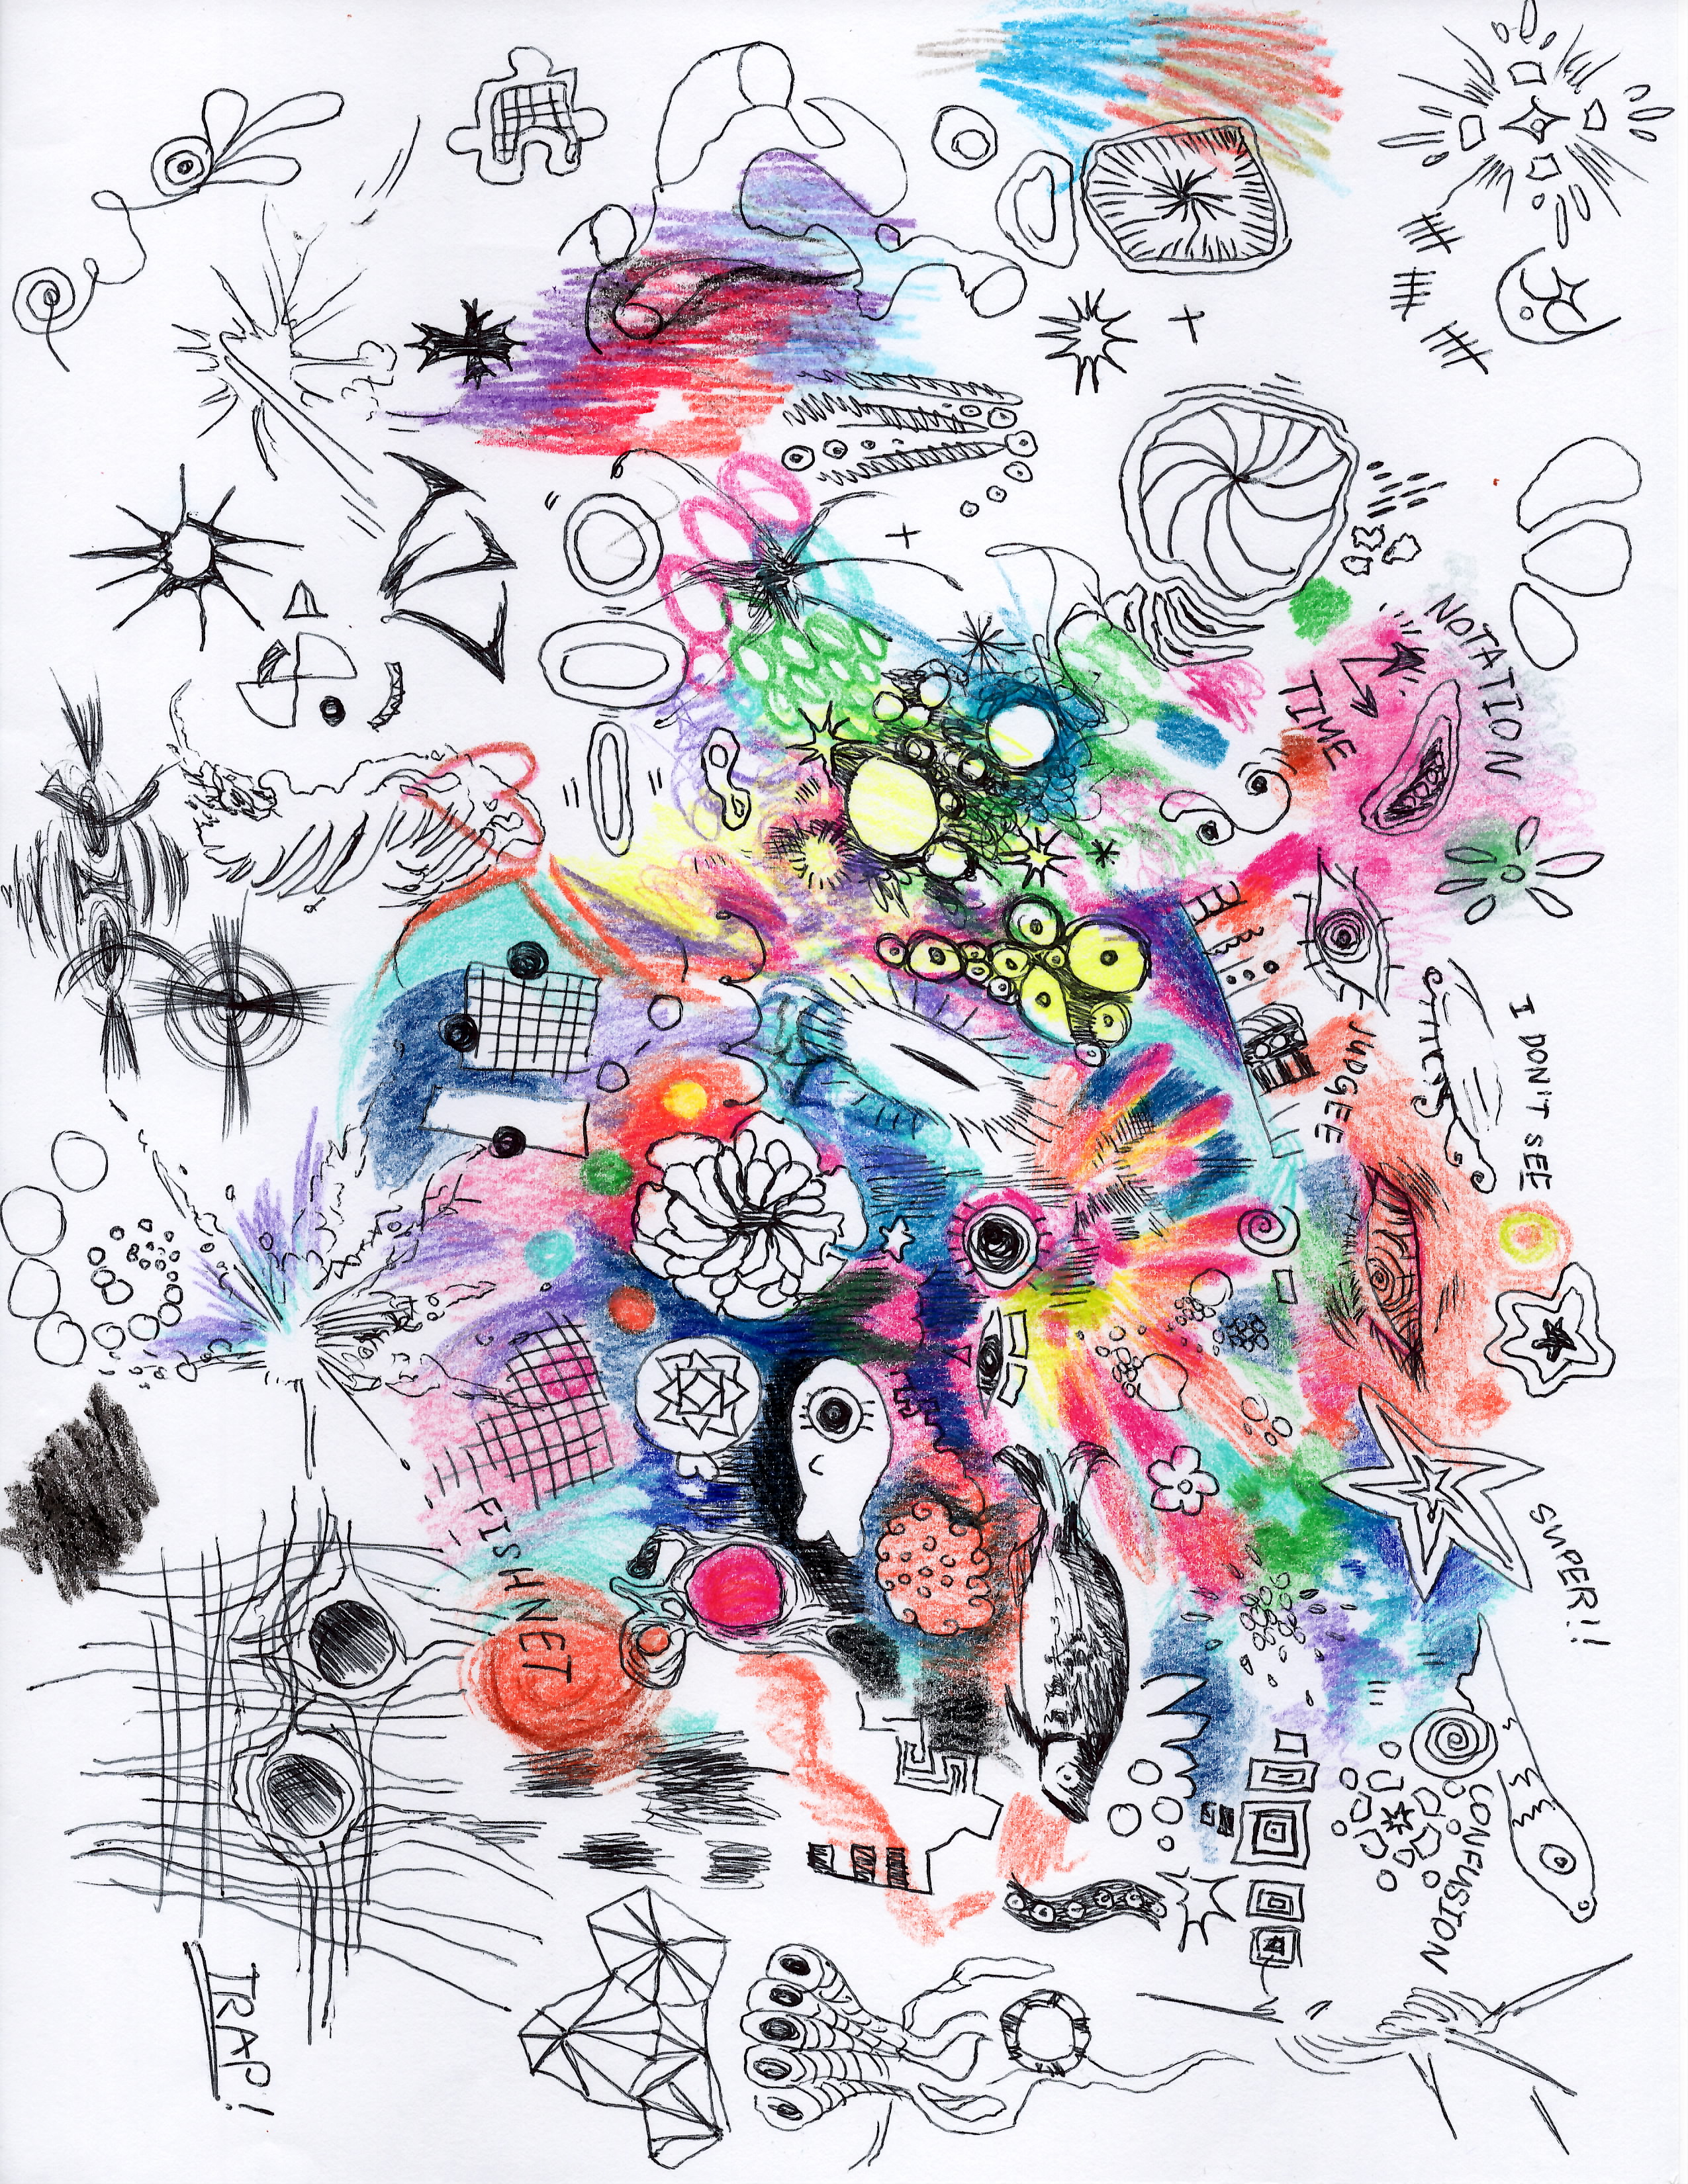 SUPER!!
I DON'T SEE
NOTATION
CONFUSION
JUDGEE
TIME
FISHNET
TRAP!